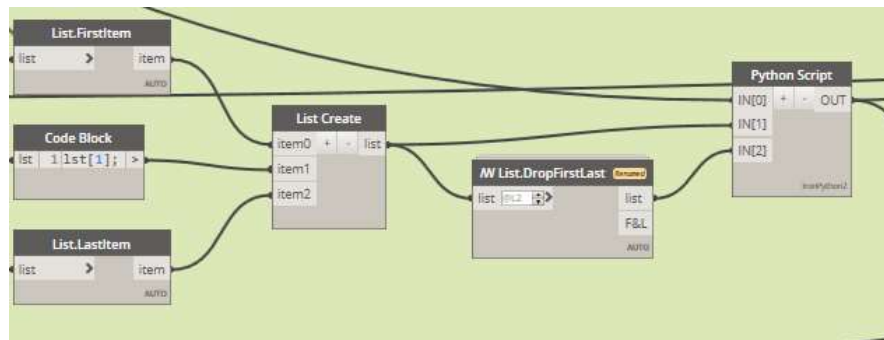 List.FirstItem
list > item
AUTO
Code Block
lst 1 lst[1]; >
List.LastItem
list > item
AUTO
List Create
item0 + - list
item1
item2
List.DropFirstLast Renamed
list @L2 > list
F&L
AUTO
Python Script
IN[0] + - OUT
IN[1]
IN[2]
IronPython2